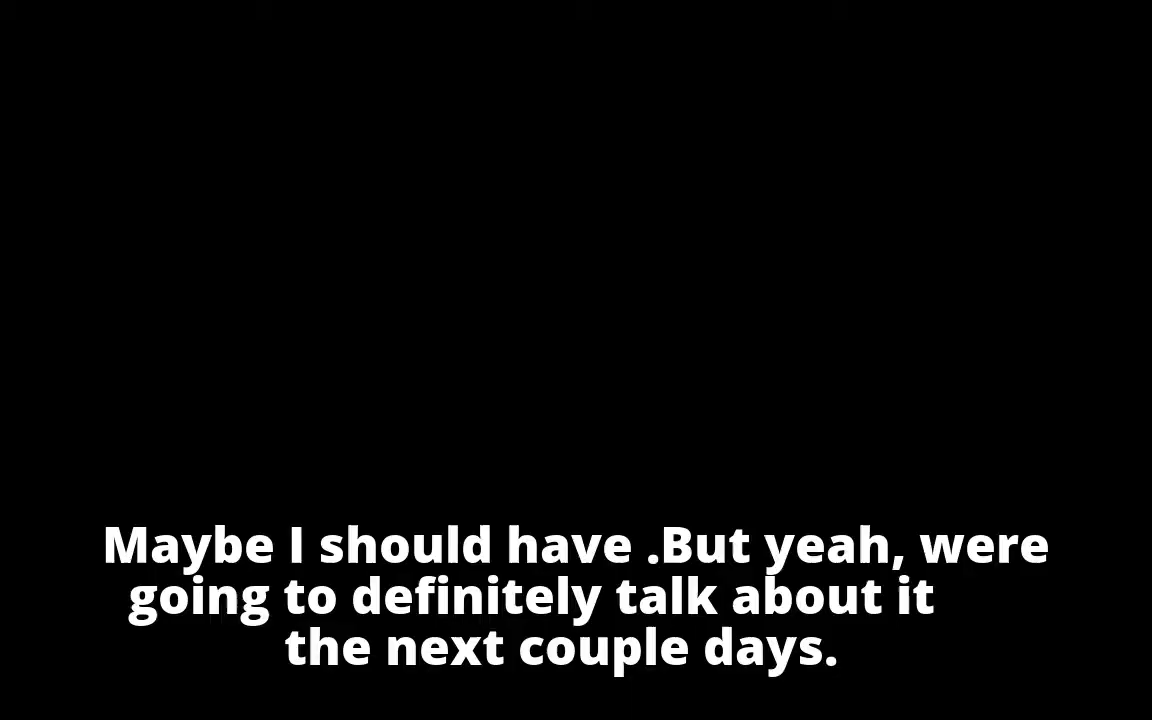 Maybe I should have .But yeah, were
going to definitely talk about it
the next couple days.